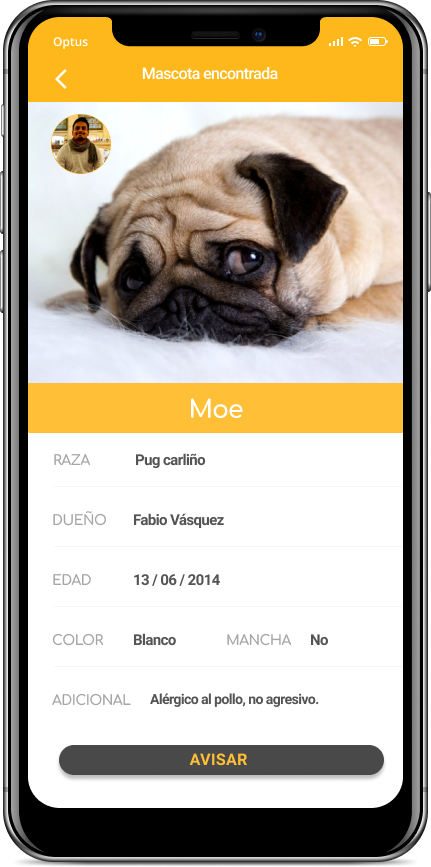 Optus
Mascota encontrada
Moe
RAZA Pug carliño
DUEÑO Fabio Vásquez
EDAD 13 / 06 / 2014
COLOR Blanco MANCHA No
ADICIONAL Alérgico al pollo, no agresivo.
AVISAR